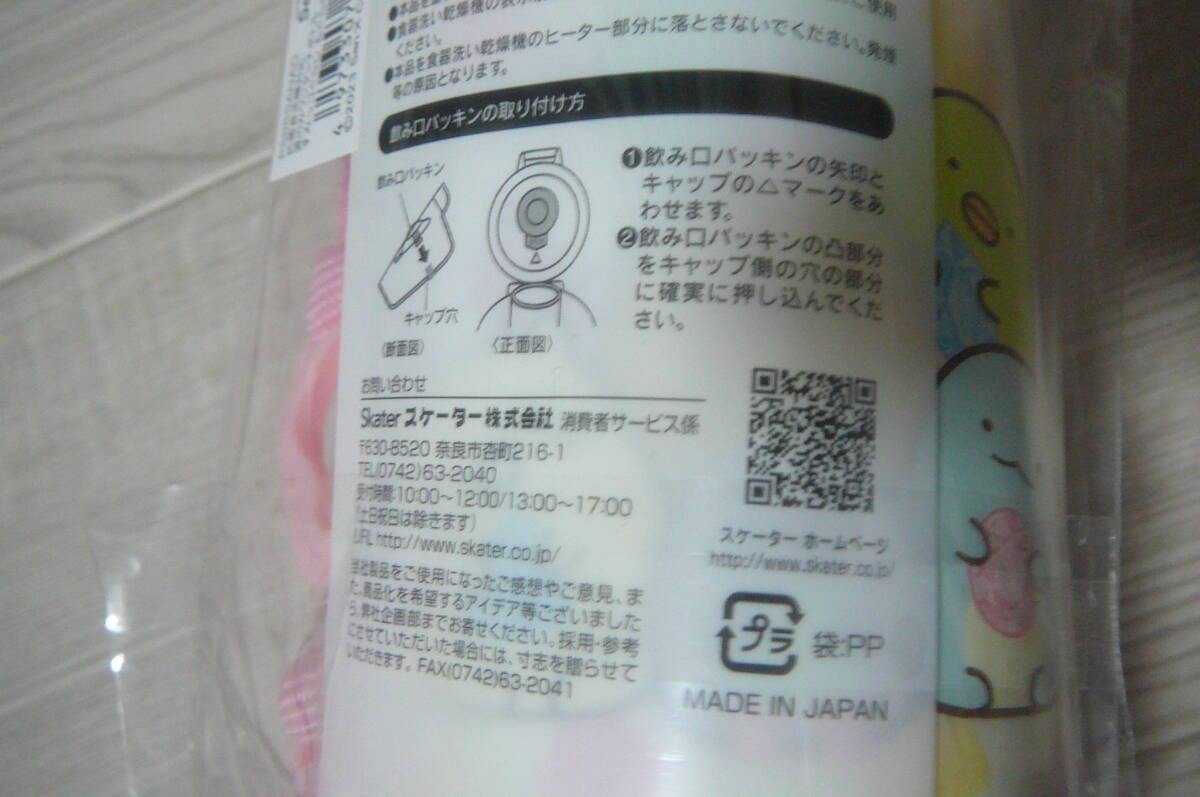 ●食器洗い乾燥機の表示
ください。
●本品を食器洗い乾燥機のヒーター部分に落とさないでください。発煙
等の原因となります。
飲み口パッキンの取り付け方
飲み口パッキン
キャップ穴
〈断面図〉
〈正面図〉
❶飲み口パッキンの矢印と
キャップの△マークをあ
わせます。
❷飲み口パッキンの凸部分
をキャップ側の穴の部分
に確実に押し込んでくだ
さい。
お問い合わせ
Skater スケーター株式会社 消費者サービス係
〒630-8520 奈良市杏町216-1
TEL(0742)63-2040
受付時間:10:00〜12:00/13:00〜17:00
(土日祝日は除きます)
URL http://www.skater.co.jp/
当社製品をご使用になったご感想やご意見、ま
た、商品化を希望するアイデア等ございました
ら、弊社企画部までお寄せください。採用・参考
にさせていただいた場合には、寸志を贈らせて
いただきます。 FAX(0742)63-2041
スケーター ホームページ
http://www.skater.co.jp/
プラ 袋:PP
MADE IN JAPAN